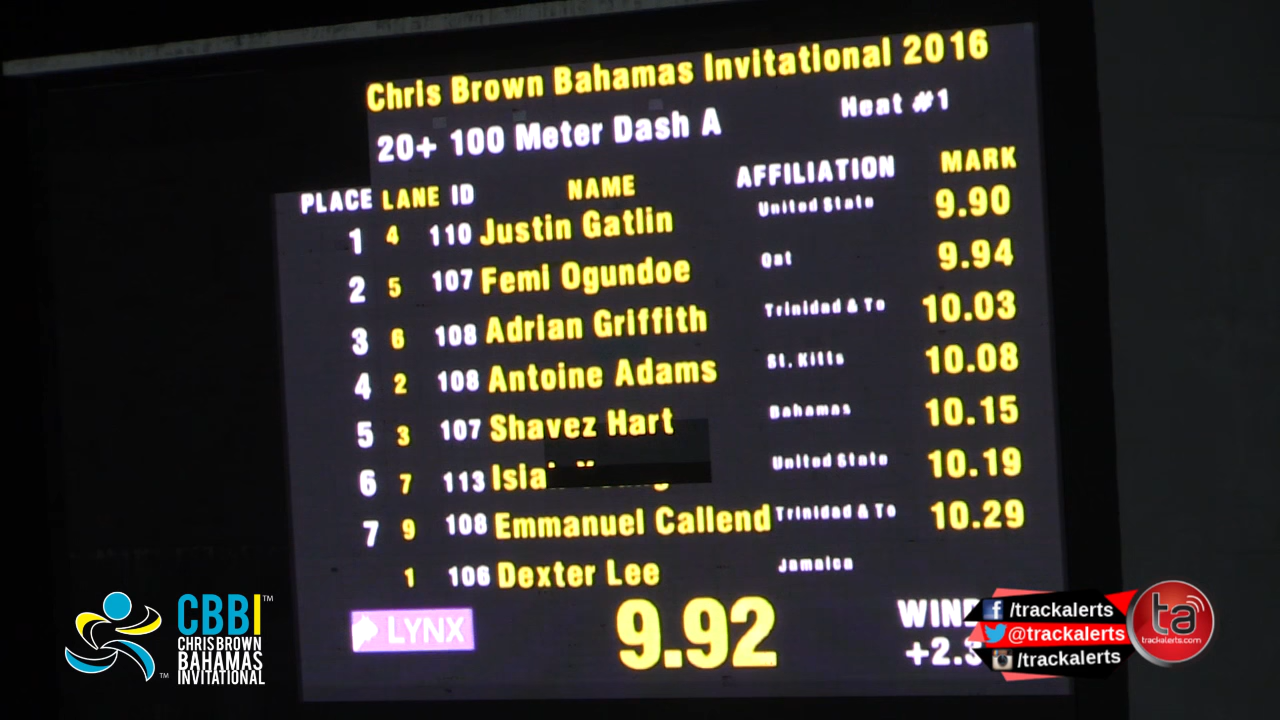 Chris Brown Bahamas Invitational 2016
20+ 100 Meter Dash A Heat #1
PLACE LANE ID NAME AFFILIATION MARK
1 4 110 Justin Gatlin United State 9.90
2 5 107 Femi Ogundoe Qat 9.94
3 6 108 Adrian Griffith Trinidad & To 10.03
4 2 108 Antoine Adams St. Kitts 10.08
5 3 107 Shavez Hart Bahamas 10.15
6 7 113 United State 10.19
7 9 108 Emmanuel Callend Trinidad & To 10.29
1 106 Dexter Lee Jamaica
LYNX 9.92
CBBI™
CHRIS BROWN
BAHAMAS
INVITATIONAL
™
/trackalerts
@trackalerts
/trackalerts
ta
trackalerts.com